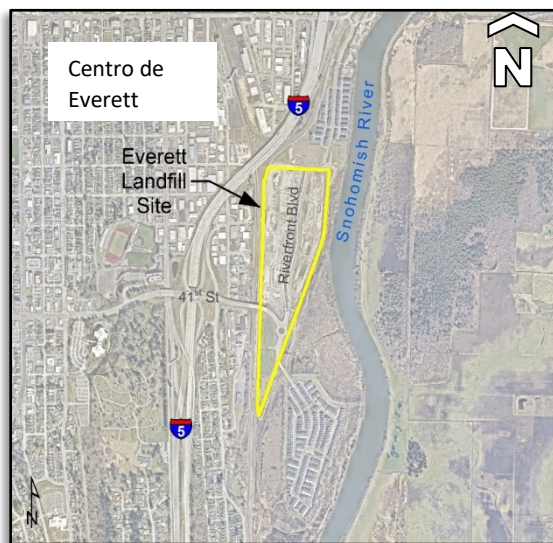 Centro de
Everett
N
5
Everett
Landfill
Site
Riverfront Blvd
Snohomish River
41st St
5
N